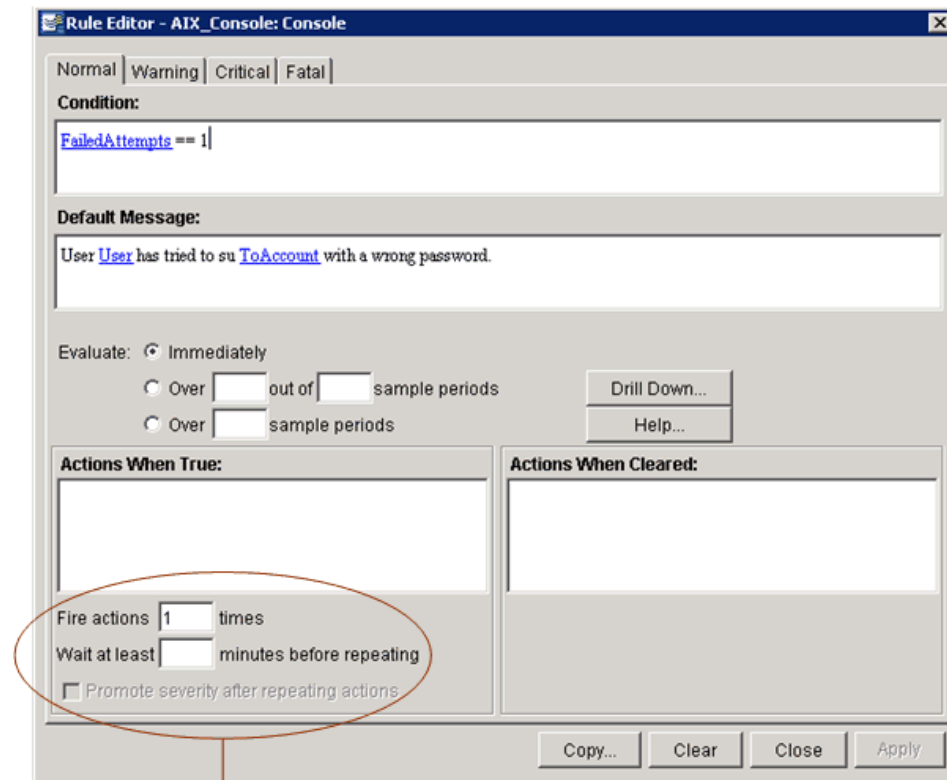 Rule Editor - AIX_Console: Console
Normal Warning Critical Fatal
Condition:
FailedAttempts == 1
Default Message:
User User has tried to su ToAccount with a wrong password.
Evaluate: Immediately
Over out of sample periods
Drill Down...
Over sample periods
Help...
Actions When True:
Actions When Cleared:
Fire actions 1 times
Wait at least minutes before repeating
Promote severity after repeating actions
Copy... Clear Close Apply